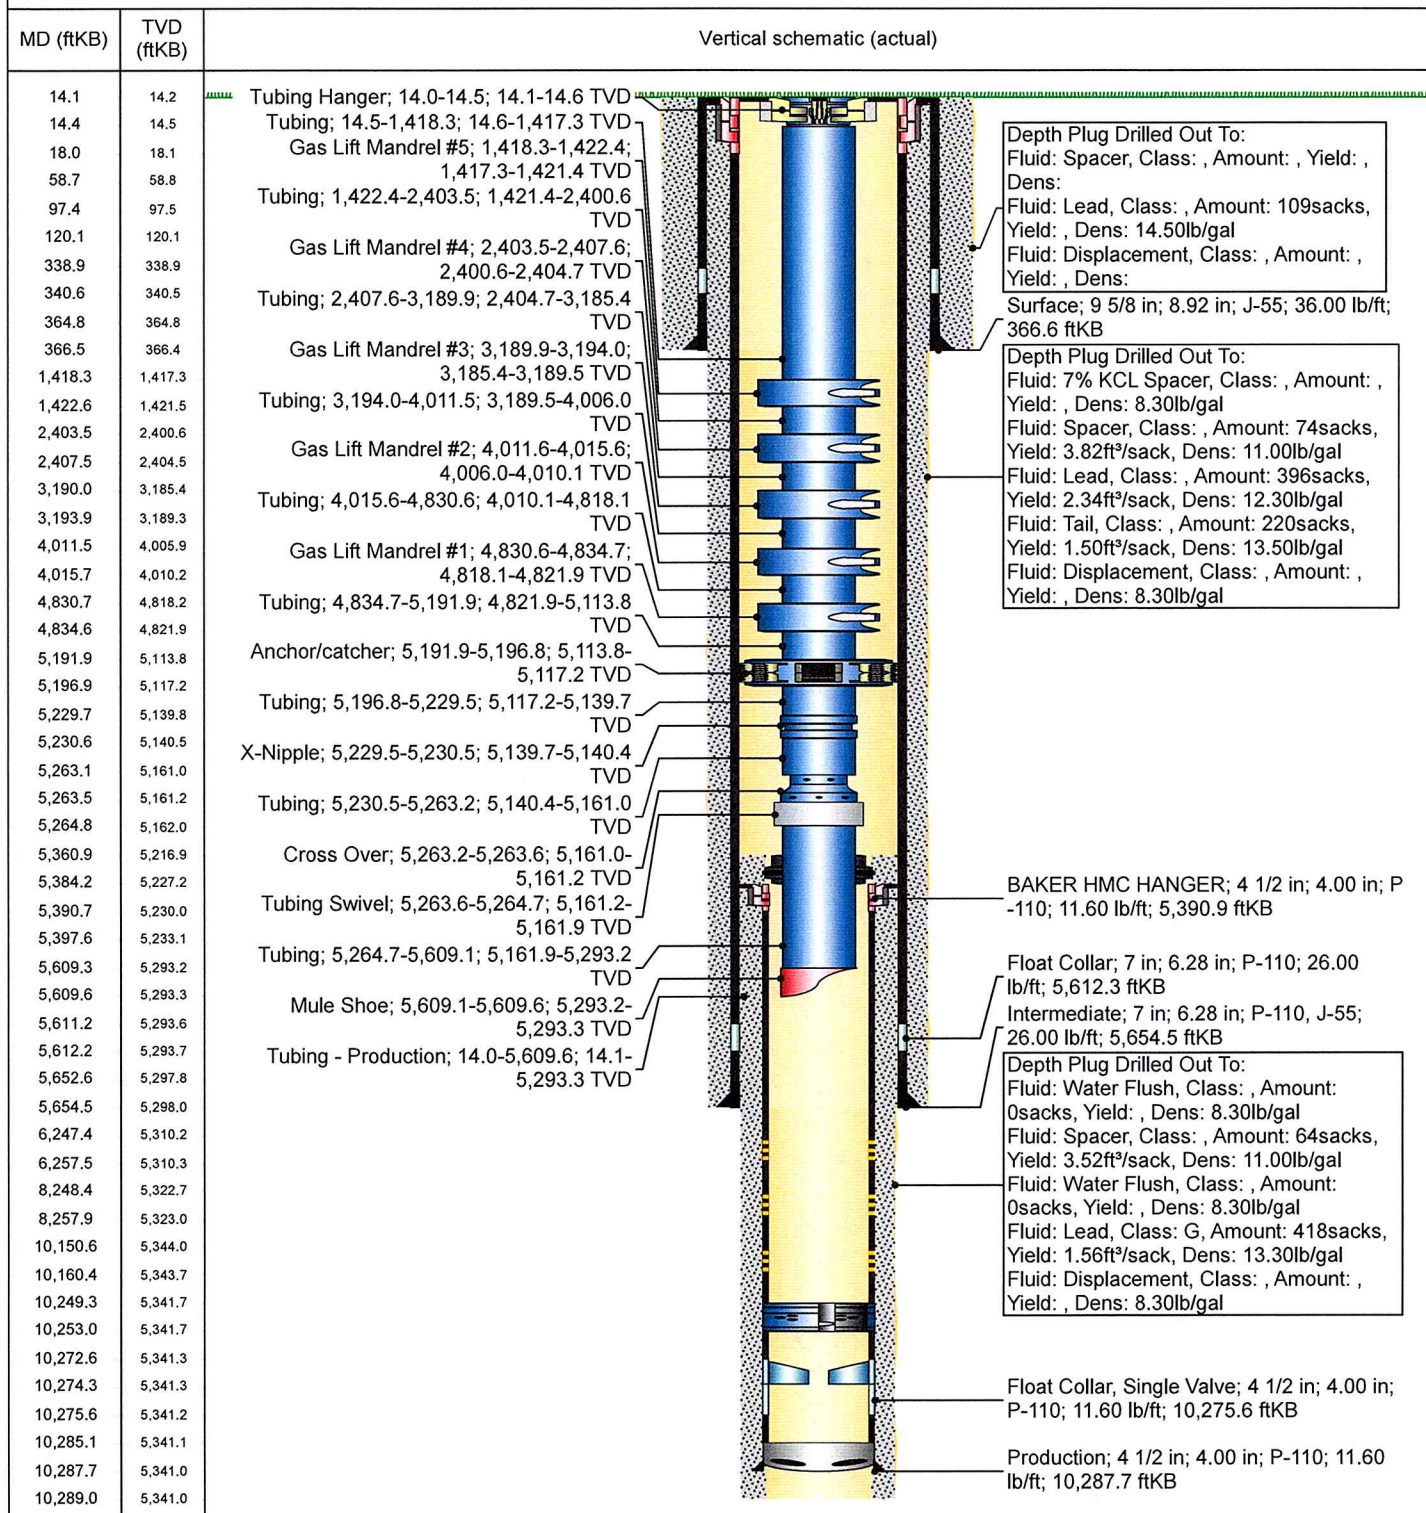 MD (ftKB)
TVD
(ftKB)
Vertical schematic (actual)
14.1 14.2
14.4 14.5
18.0 18.1
58.7 58.8
97.4 97.5
120.1 120.1
338.9 338.9
340.6 340.5
364.8 364.8
366.5 366.4
1,418.3 1,417.3
1,422.6 1,421.5
2,403.5 2,400.6
2,407.5 2,404.5
3,190.0 3,185.4
3,193.9 3,189.3
4,011.5 4,005.9
4,015.7 4,010.2
4,830.7 4,818.2
4,834.6 4,821.9
5,191.9 5,113.8
5,196.9 5,117.2
5,229.7 5,139.8
5,230.6 5,140.5
5,263.1 5,161.0
5,263.5 5,161.2
5,264.8 5,162.0
5,360.9 5,216.9
5,384.2 5,227.2
5,390.7 5,230.0
5,397.6 5,233.1
5,609.3 5,293.2
5,609.6 5,293.3
5,611.2 5,293.6
5,612.2 5,293.7
5,652.6 5,297.8
5,654.5 5,298.0
6,247.4 5,310.2
6,257.5 5,310.3
8,248.4 5,322.7
8,257.9 5,323.0
10,150.6 5,344.0
10,160.4 5,343.7
10,249.3 5,341.7
10,253.0 5,341.7
10,272.6 5,341.3
10,274.3 5,341.3
10,275.6 5,341.2
10,285.1 5,341.1
10,287.7 5,341.0
10,289.0 5,341.0
Tubing Hanger; 14.0-14.5; 14.1-14.6 TVD
Tubing; 14.5-1,418.3; 14.6-1,417.3 TVD
Gas Lift Mandrel #5; 1,418.3-1,422.4;
1,417.3-1,421.4 TVD
Tubing; 1,422.4-2,403.5; 1,421.4-2,400.6
TVD
Gas Lift Mandrel #4; 2,403.5-2,407.6;
2,400.6-2,404.7 TVD
Tubing; 2,407.6-3,189.9; 2,404.7-3,185.4
TVD
Gas Lift Mandrel #3; 3,189.9-3,194.0;
3,185.4-3,189.5 TVD
Tubing; 3,194.0-4,011.5; 3,189.5-4,006.0
TVD
Gas Lift Mandrel #2; 4,011.6-4,015.6;
4,006.0-4,010.1 TVD
Tubing; 4,015.6-4,830.6; 4,010.1-4,818.1
TVD
Gas Lift Mandrel #1; 4,830.6-4,834.7;
4,818.1-4,821.9 TVD
Tubing; 4,834.7-5,191.9; 4,821.9-5,113.8
TVD
Anchor/catcher; 5,191.9-5,196.8; 5,113.8-
5,117.2 TVD
Tubing; 5,196.8-5,229.5; 5,117.2-5,139.7
TVD
X-Nipple; 5,229.5-5,230.5; 5,139.7-5,140.4
TVD
Tubing; 5,230.5-5,263.2; 5,140.4-5,161.0
TVD
Cross Over; 5,263.2-5,263.6; 5,161.0-
5,161.2 TVD
Tubing Swivel; 5,263.6-5,264.7; 5,161.2-
5,161.9 TVD
Tubing; 5,264.7-5,609.1; 5,161.9-5,293.2
TVD
Mule Shoe; 5,609.1-5,609.6; 5,293.2-
5,293.3 TVD
Tubing - Production; 14.0-5,609.6; 14.1-
5,293.3 TVD
Depth Plug Drilled Out To:
Fluid: Spacer, Class: , Amount: , Yield: ,
Dens:
Fluid: Lead, Class: , Amount: 109sacks,
Yield: , Dens: 14.50lb/gal
Fluid: Displacement, Class: , Amount: ,
Yield: , Dens:
Surface; 9 5/8 in; 8.92 in; J-55; 36.00 lb/ft;
366.6 ftKB
Depth Plug Drilled Out To:
Fluid: 7% KCL Spacer, Class: , Amount: ,
Yield: , Dens: 8.30lb/gal
Fluid: Spacer, Class: , Amount: 74sacks,
Yield: 3.82ft³/sack, Dens: 11.00lb/gal
Fluid: Lead, Class: , Amount: 396sacks,
Yield: 2.34ft³/sack, Dens: 12.30lb/gal
Fluid: Tail, Class: , Amount: 220sacks,
Yield: 1.50ft³/sack, Dens: 13.50lb/gal
Fluid: Displacement, Class: , Amount: ,
Yield: , Dens: 8.30lb/gal
BAKER HMC HANGER; 4 1/2 in; 4.00 in; P
-110; 11.60 lb/ft; 5,390.9 ftKB
Float Collar; 7 in; 6.28 in; P-110; 26.00
lb/ft; 5,612.3 ftKB
Intermediate; 7 in; 6.28 in; P-110, J-55;
26.00 lb/ft; 5,654.5 ftKB
Depth Plug Drilled Out To:
Fluid: Water Flush, Class: , Amount:
0sacks, Yield: , Dens: 8.30lb/gal
Fluid: Spacer, Class: , Amount: 64sacks,
Yield: 3.52ft³/sack, Dens: 11.00lb/gal
Fluid: Water Flush, Class: , Amount:
0sacks, Yield: , Dens: 8.30lb/gal
Fluid: Lead, Class: G, Amount: 418sacks,
Yield: 1.56ft³/sack, Dens: 13.30lb/gal
Fluid: Displacement, Class: , Amount: ,
Yield: , Dens: 8.30lb/gal
Float Collar, Single Valve; 4 1/2 in; 4.00 in;
P-110; 11.60 lb/ft; 10,275.6 ftKB
Production; 4 1/2 in; 4.00 in; P-110; 11.60
lb/ft; 10,287.7 ftKB